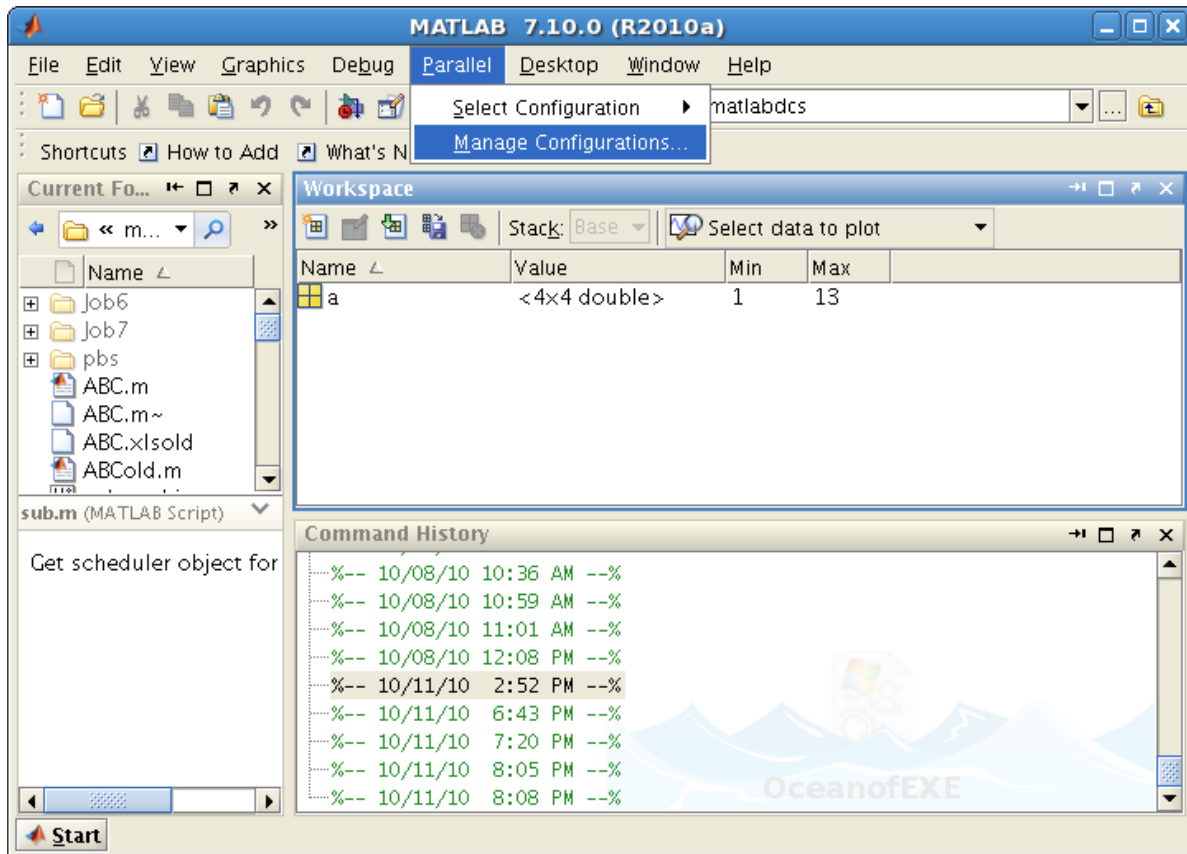 MATLAB 7.10.0 (R2010a)
File Edit View Graphics Debug Parallel Desktop Window Help
Select Configuration
matlabdcs
...
Manage Configurations...
Shortcuts How to Add What's N
Current Fo...
« m...
»
Name
Job6
Job7
pbs
ABC.m
ABC.m~
ABC.xlsold
ABCold.m
sub.m (MATLAB Script)
Get scheduler object for
Workspace
Stack: Base Select data to plot
Name Value Min Max
a <4x4 double> 1 13
Command History
%-- 10/08/10 10:36 AM --%
%-- 10/08/10 10:59 AM --%
%-- 10/08/10 11:01 AM --%
%-- 10/08/10 12:08 PM --%
%-- 10/11/10 2:52 PM --%
%-- 10/11/10 6:43 PM --%
%-- 10/11/10 7:20 PM --%
%-- 10/11/10 8:05 PM --%
%-- 10/11/10 8:08 PM --%
OceanofEXE
Start